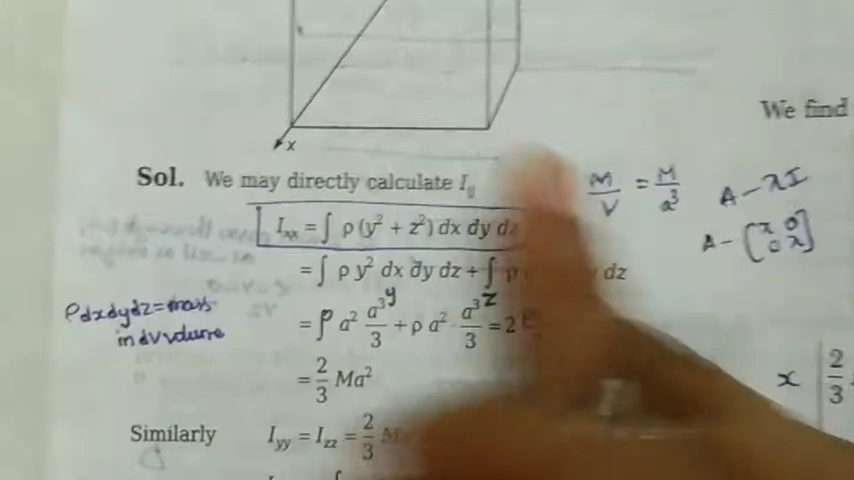 x
We find
Sol. We may directly calculate I
M/V = M/a³
A - λI
I_xx = ∫ ρ (y² + z²) dx dy dz
A - [λ 0
0 λ]
= ∫ ρ y² dx dy dz + ∫ ρ dz
ρdxdydz = mass
in dV volume
= ρ a² a³/3 y + ρ a² · a³/3 z = 2
= 2/3 Ma²
x 2/3
Similarly I_yy = I_zz = 2/3 M